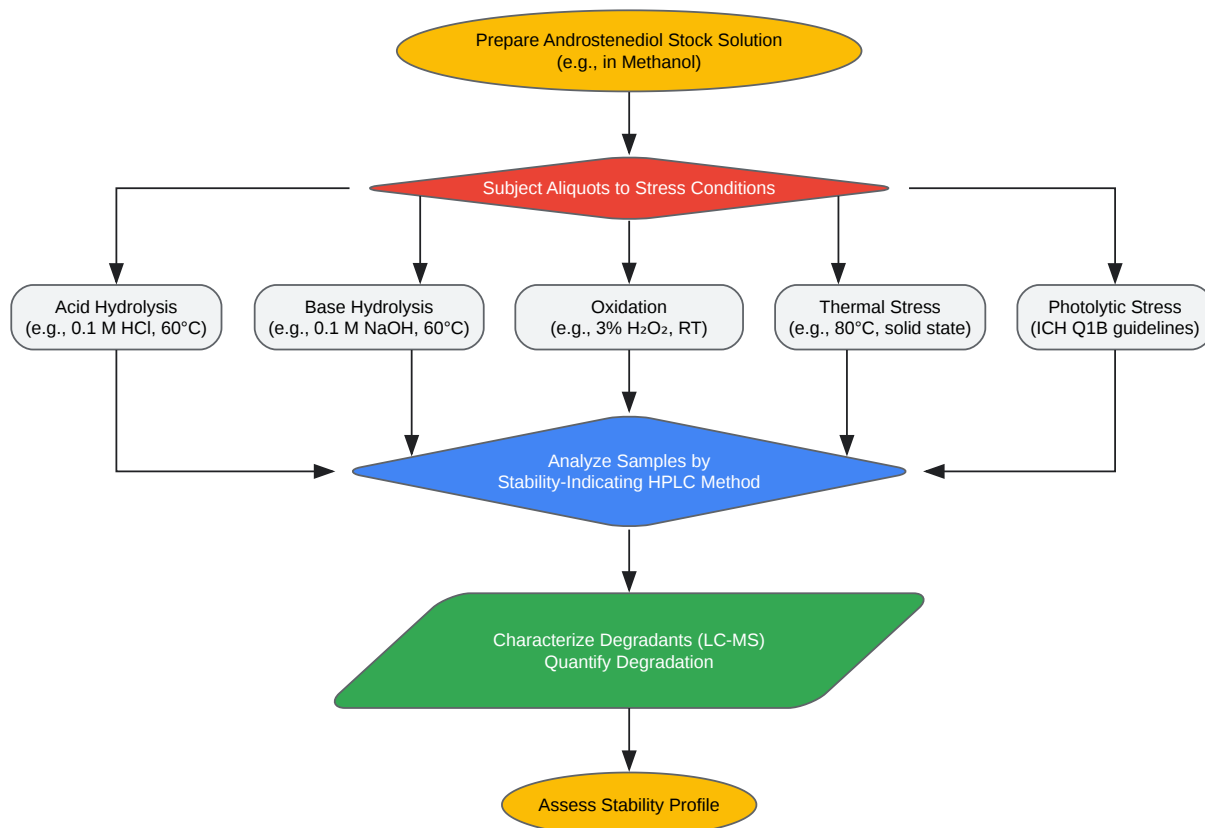 Prepare Androstenediol Stock Solution
(e.g., in Methanol)
Subject Aliquots to Stress Conditions
Acid Hydrolysis
(e.g., 0.1 M HCl, 60°C)
Base Hydrolysis
(e.g., 0.1 M NaOH, 60°C)
Oxidation
(e.g., 3% H₂O₂, RT)
Thermal Stress
(e.g., 80°C, solid state)
Photolytic Stress
(ICH Q1B guidelines)
Analyze Samples by
Stability-Indicating HPLC Method
Characterize Degradants (LC-MS)
Quantify Degradation
Assess Stability Profile